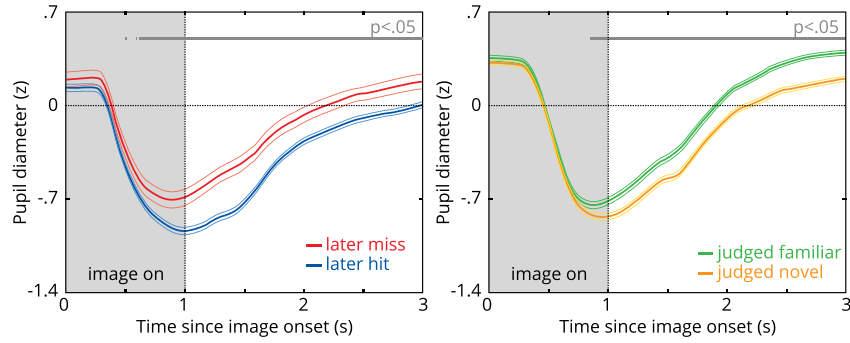 .7
0
-.7
-1.4
Pupil diameter (z)
p<.05
later miss
later hit
image on
0
1
2
3
Time since image onset (s)
.7
0
-.7
-1.4
Pupil diameter (z)
p<.05
judged familiar
judged novel
image on
0
1
2
3
Time since image onset (s)